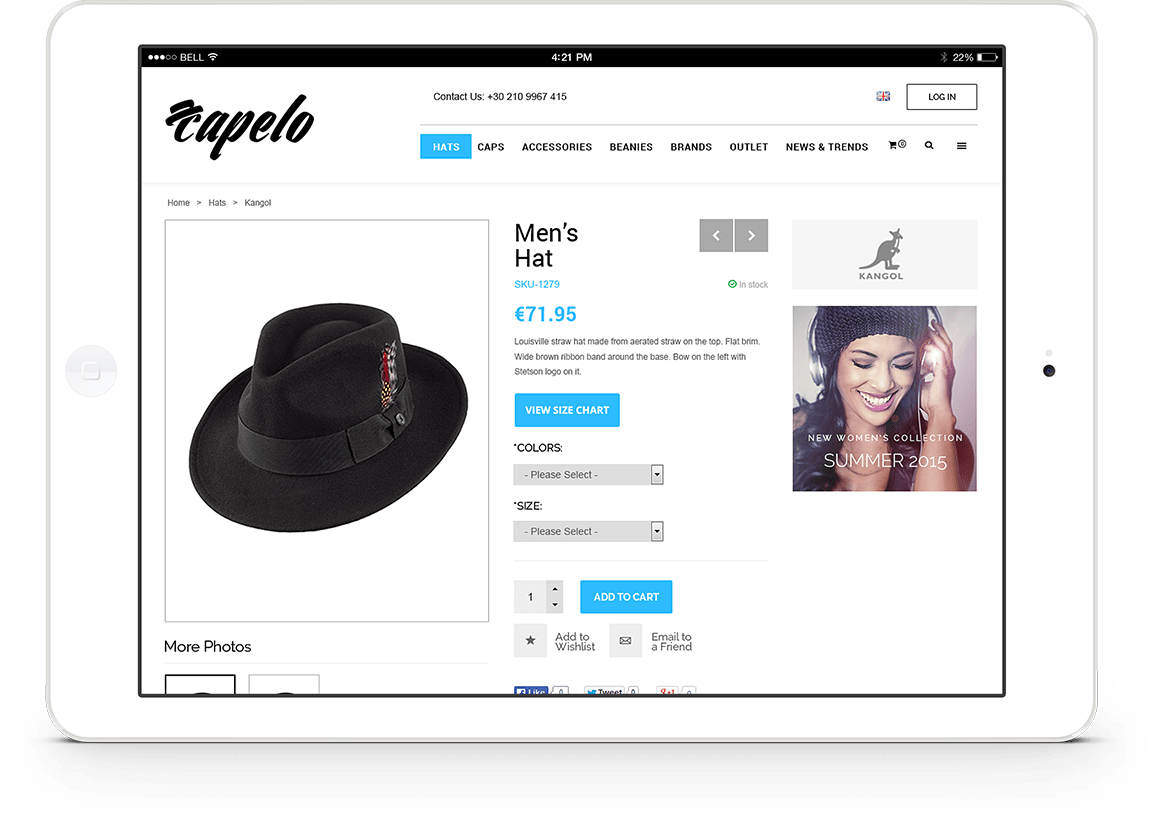 BELL
4:21 PM
22%
capelo
Contact Us: +30 210 9967 415
LOG IN
HATS CAPS ACCESSORIES BEANIES BRANDS OUTLET NEWS & TRENDS 0
Home > Hats > Kangol
Men's
Hat
SKU-1279
In stock
€71.95
Louisville straw hat made from aerated straw on the top. Flat brim.
Wide brown ribbon band around the base. Bow on the left with
Stetson logo on it.
VIEW SIZE CHART
*COLORS:
- Please Select -
*SIZE:
- Please Select -
1
ADD TO CART
Add to
Wishlist
Email to
a Friend
Like 0
Tweet 0
g+1 0
More Photos
KANGOL
NEW WOMEN'S COLLECTION
SUMMER 2015